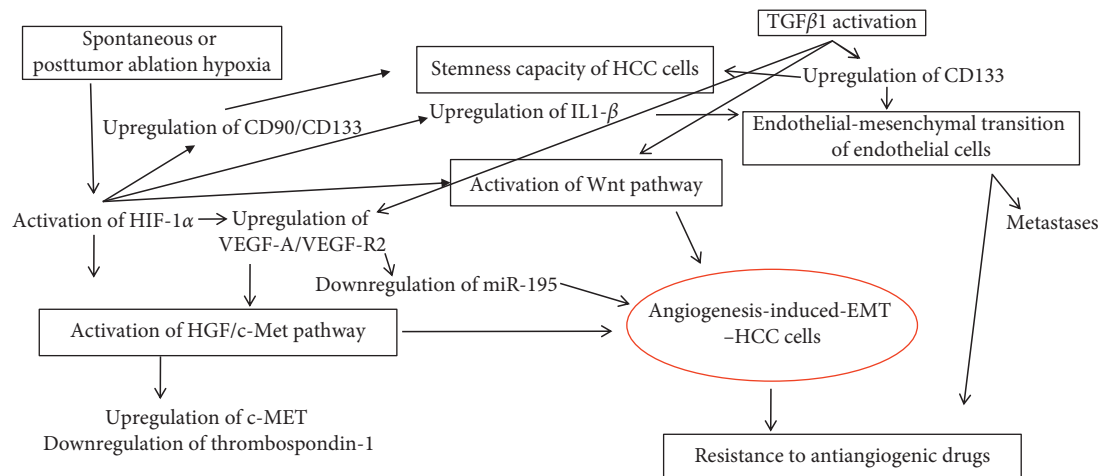 TGFβ1 activation
Spontaneous or
posttumor ablation hypoxia
Stemness capacity of HCC cells
Upregulation of CD133
Upregulation of CD90/CD133
Upregulation of IL1-β
Endothelial-mesenchymal transition
of endothelial cells
Activation of Wnt pathway
Activation of HIF-1α
Upregulation of
VEGF-A/VEGF-R2
Metastases
Downregulation of miR-195
Activation of HGF/c-Met pathway
Angiogenesis-induced-EMT
–HCC cells
Upregulation of c-MET
Downregulation of thrombospondin-1
Resistance to antiangiogenic drugs